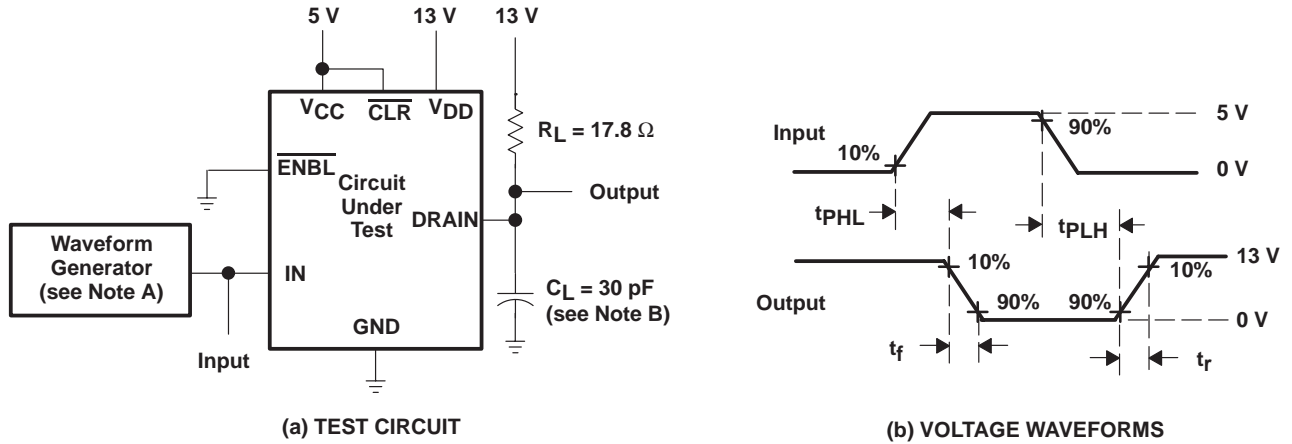 5 V
13 V
13 V
VCC
CLR
VDD
RL = 17.8 Ω
ENBL
Circuit
Under
Test
DRAIN
Output
Waveform
Generator
(see Note A)
IN
CL = 30 pF
(see Note B)
GND
Input
(a) TEST CIRCUIT
Input
5 V
10%
90%
0 V
tPHL
tPLH
13 V
10%
10%
Output
90%
90%
0 V
tf
tr
(b) VOLTAGE WAVEFORMS